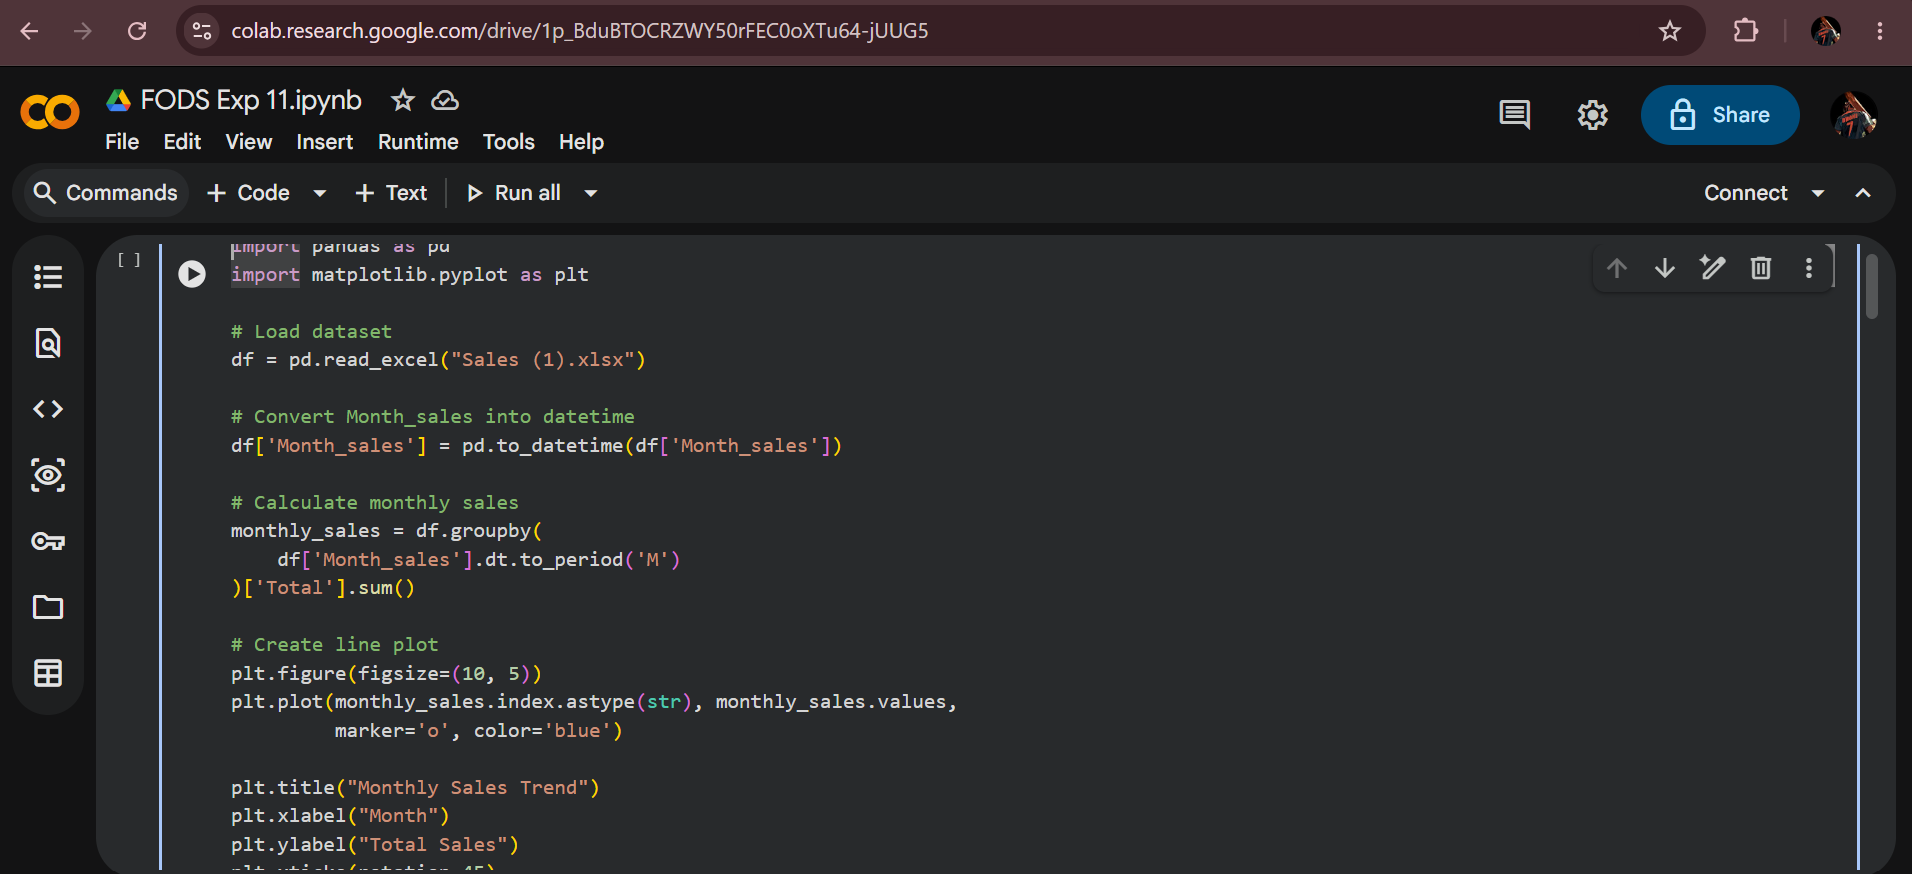 colab.research.google.com/drive/1p_BduBTOCRZWY50rFEC0oXTu64-jUUG5
FODS Exp 11.ipynb
File Edit View Insert Runtime Tools Help
Share
Commands + Code + Text Run all
Connect
[ ]
import pandas as pd
import matplotlib.pyplot as plt
# Load dataset
df = pd.read_excel("Sales (1).xlsx")
# Convert Month_sales into datetime
df['Month_sales'] = pd.to_datetime(df['Month_sales'])
# Calculate monthly sales
monthly_sales = df.groupby(
    df['Month_sales'].dt.to_period('M')
)['Total'].sum()
# Create line plot
plt.figure(figsize=(10, 5))
plt.plot(monthly_sales.index.astype(str), monthly_sales.values,
         marker='o', color='blue')
plt.title("Monthly Sales Trend")
plt.xlabel("Month")
plt.ylabel("Total Sales")
plt.xticks(rotation=45)